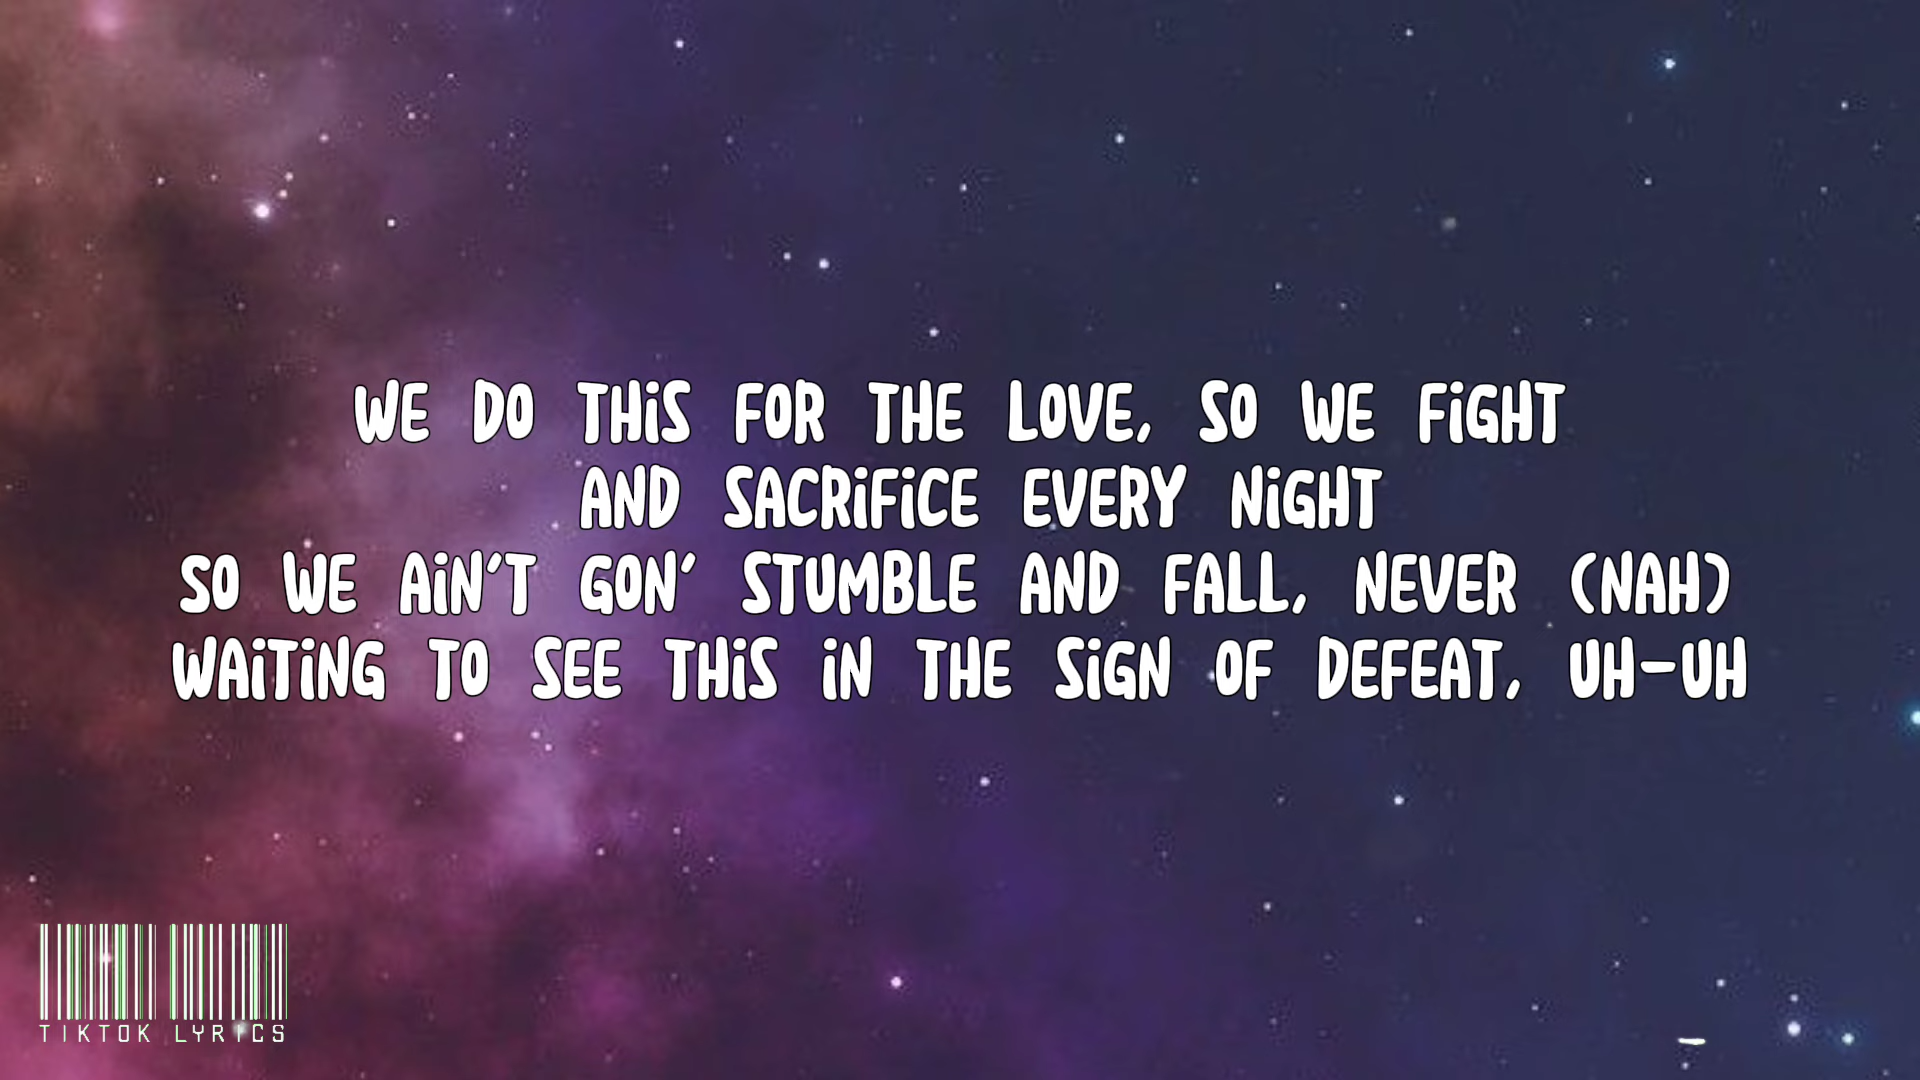 WE DO THiS FOR THE LOVE, SO WE FiGHT
AND SACRiFiCE EVERY NiGHT
SO WE AiN'T GON' STUMBLE AND FALL, NEVER (NAH)
WAiTiNG TO SEE THiS iN THE SiGN OF DEFEAT, UH-UH
TIKTOK LYRICS